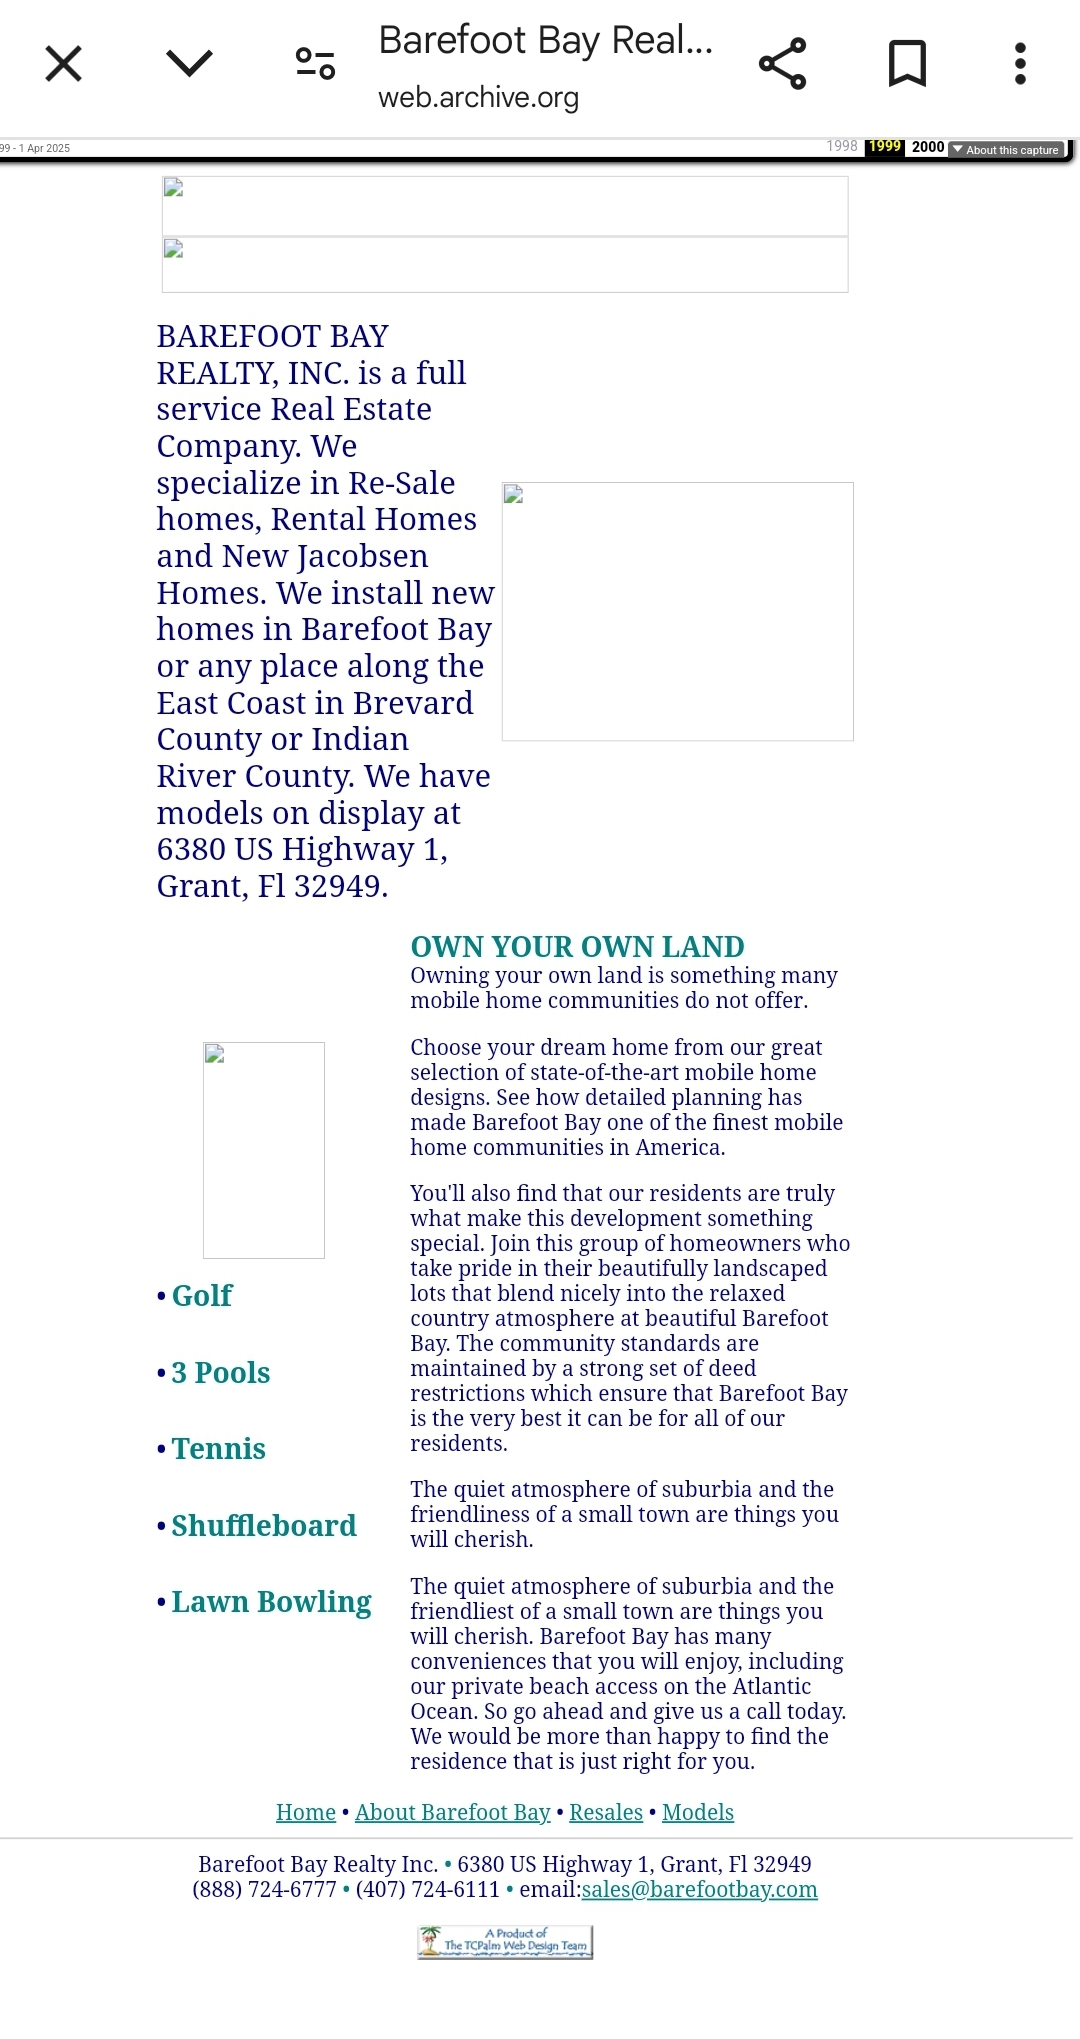 Barefoot Bay Real...
web.archive.org
99 - 1 Apr 2025
1998 1999 2000 ▼ About this capture
BAREFOOT BAY
REALTY, INC. is a full
service Real Estate
Company. We
specialize in Re-Sale
homes, Rental Homes
and New Jacobsen
Homes. We install new
homes in Barefoot Bay
or any place along the
East Coast in Brevard
County or Indian
River County. We have
models on display at
6380 US Highway 1,
Grant, Fl 32949.
• Golf
• 3 Pools
• Tennis
• Shuffleboard
• Lawn Bowling
OWN YOUR OWN LAND
Owning your own land is something many
mobile home communities do not offer.
Choose your dream home from our great
selection of state-of-the-art mobile home
designs. See how detailed planning has
made Barefoot Bay one of the finest mobile
home communities in America.
You'll also find that our residents are truly
what make this development something
special. Join this group of homeowners who
take pride in their beautifully landscaped
lots that blend nicely into the relaxed
country atmosphere at beautiful Barefoot
Bay. The community standards are
maintained by a strong set of deed
restrictions which ensure that Barefoot Bay
is the very best it can be for all of our
residents.
The quiet atmosphere of suburbia and the
friendliness of a small town are things you
will cherish.
The quiet atmosphere of suburbia and the
friendliest of a small town are things you
will cherish. Barefoot Bay has many
conveniences that you will enjoy, including
our private beach access on the Atlantic
Ocean. So go ahead and give us a call today.
We would be more than happy to find the
residence that is just right for you.
Home • About Barefoot Bay • Resales • Models
Barefoot Bay Realty Inc. • 6380 US Highway 1, Grant, Fl 32949
(888) 724-6777 • (407) 724-6111 • email:sales@barefootbay.com
A Product of
The TCPalm Web Design Team